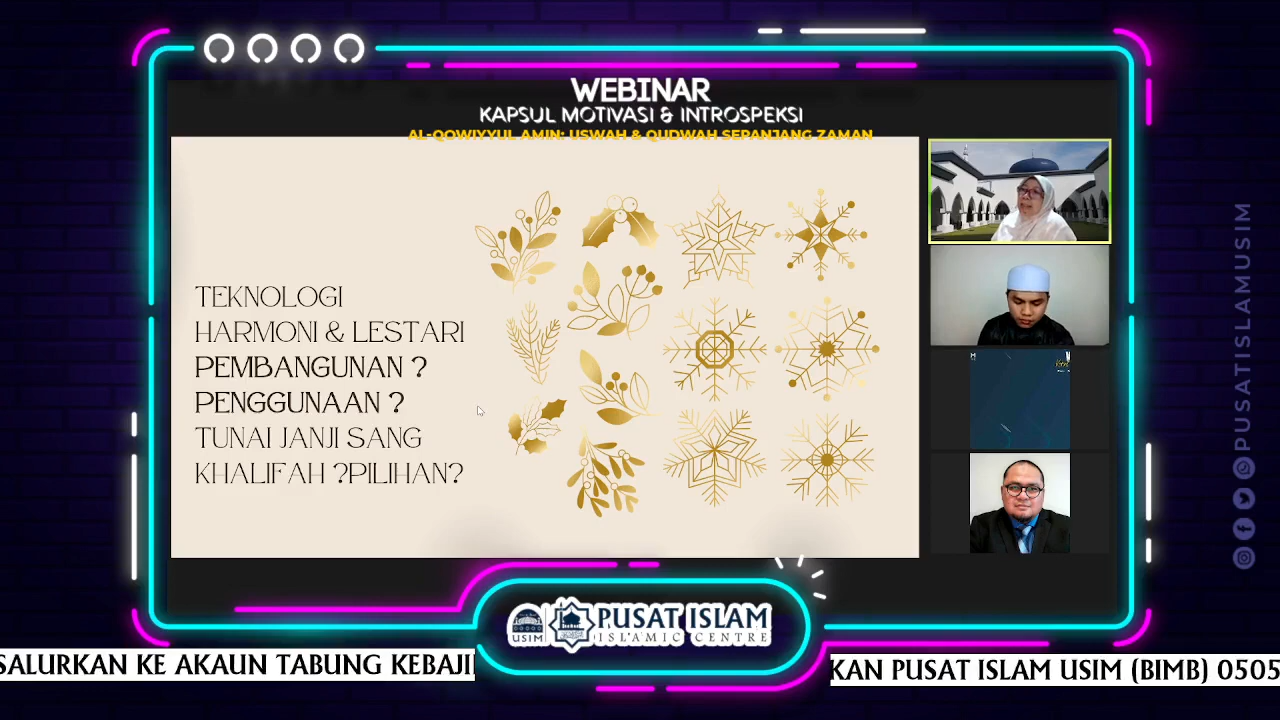 WEBINAR
KAPSUL MOTIVASI & INTROSPEKSI
AL-QOWIYYUL AMIN: USWAH & QUDWAH SEPANJANG ZAMAN
TEKNOLOGI
HARMONI & LESTARI
PEMBANGUNAN ?
PENGGUNAAN ?
TUNAI JANJI SANG
KHALIFAH ?PILIHAN?
PUSATISLAMUSIM
USIM
PUSAT ISLAM
ISLAMIC CENTRE
SALURKAN KE AKAUN TABUNG KEBAJI
KAN PUSAT ISLAM USIM (BIMB) 0505